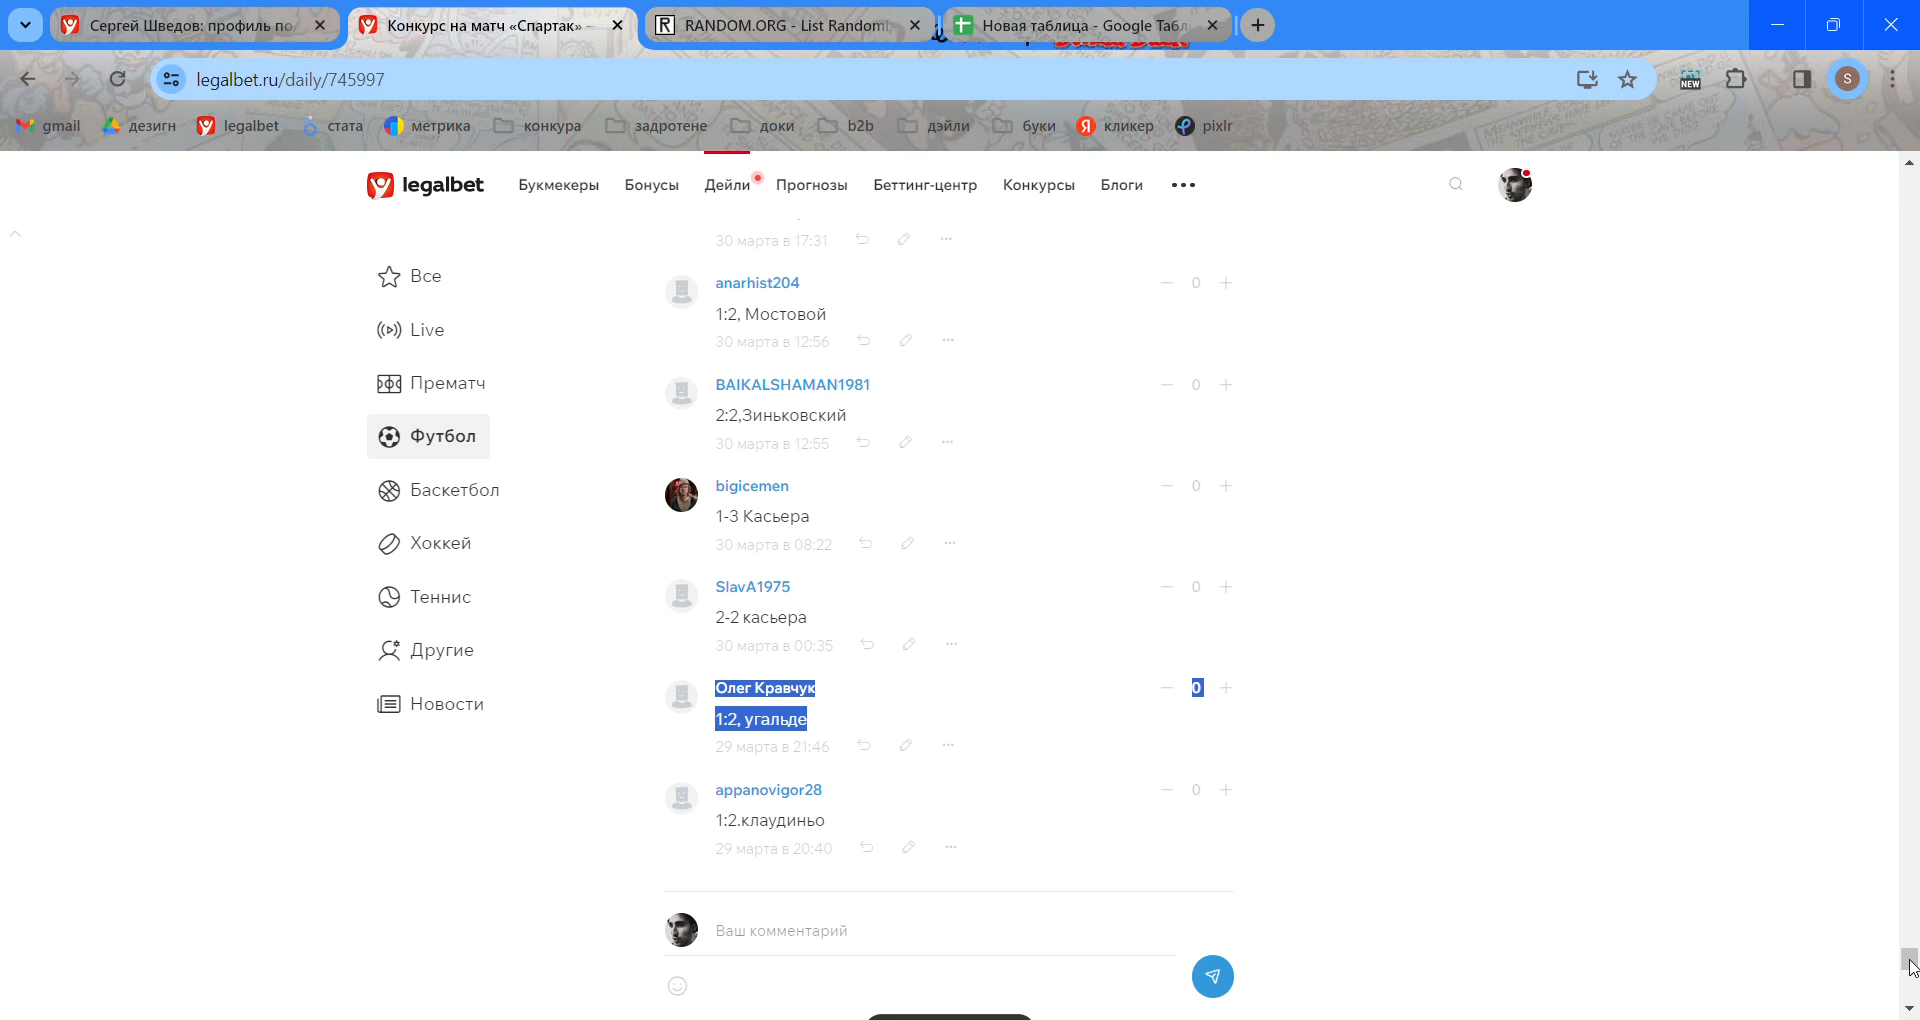 Сергей Шведов: профиль по
Конкурс на матч «Спартак» –
RANDOM.ORG - List Randomi
Новая таблица - Google Табл
legalbet.ru/daily/745997
NEW
S
gmail
дезигн
legalbet
стата
метрика
конкура
задротене
доки
b2b
дэйли
буки
кликер
pixlr
legalbet
Букмекеры
Бонусы
Дейли
Прогнозы
Беттинг-центр
Конкурсы
Блоги
30 марта в 17:31
Все
Live
Прематч
Футбол
Баскетбол
Хоккей
Теннис
Другие
Новости
anarhist204
0
1:2, Мостовой
30 марта в 12:56
BAIKALSHAMAN1981
0
2:2,Зиньковский
30 марта в 12:55
bigicemen
0
1-3 Касьера
30 марта в 08:22
SlavA1975
0
2-2 касьера
30 марта в 00:35
Олег Кравчук
0
1:2, угальде
29 марта в 21:46
appanovigor28
0
1:2.клаудиньо
29 марта в 20:40
Ваш комментарий